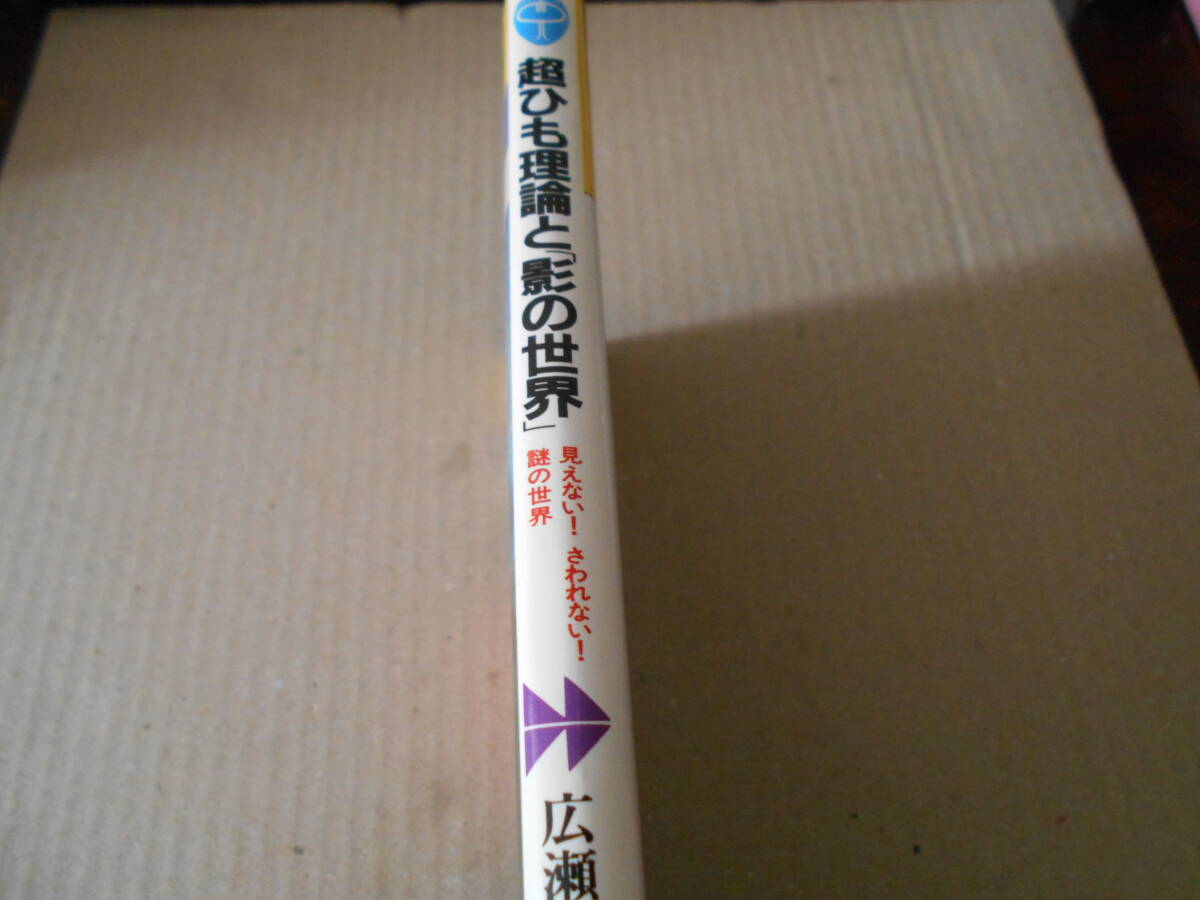 超ひも理論と「影の世界」
見えない！さわれない！
謎の世界
広瀬